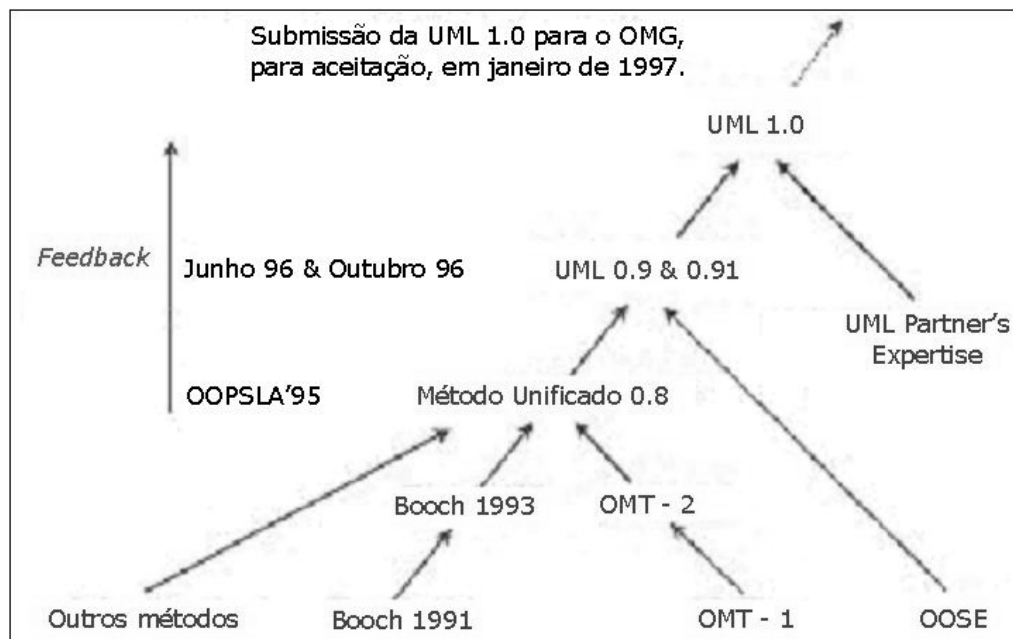 Submissão da UML 1.0 para o OMG,
para aceitação, em janeiro de 1997.
UML 1.0
Feedback
Junho 96 & Outubro 96
UML 0.9 & 0.91
UML Partner's
Expertise
OOPSLA'95
Método Unificado 0.8
Booch 1993
OMT - 2
Outros métodos
Booch 1991
OMT - 1
OOSE